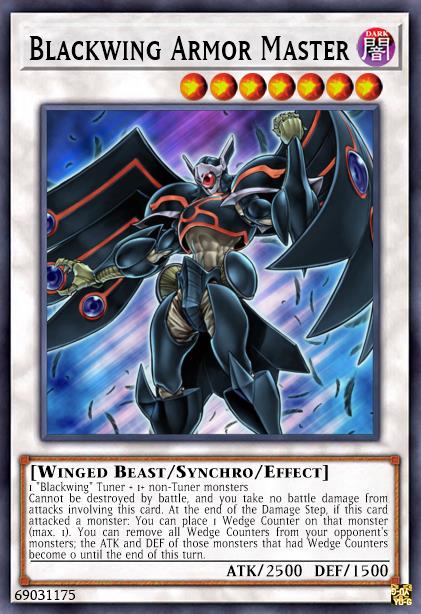 BLACKWING ARMOR MASTER
DARK
闇
[WINGED BEAST/SYNCHRO/EFFECT]
1 "Blackwing" Tuner + 1+ non-Tuner monsters
Cannot be destroyed by battle, and you take no battle damage from
attacks involving this card. At the end of the Damage Step, if this card
attacked a monster: You can place 1 Wedge Counter on that monster
(max. 1). You can remove all Wedge Counters from your opponent's
monsters; the ATK and DEF of those monsters that had Wedge Counters
become 0 until the end of this turn.
ATK/2500 DEF/1500
69031175